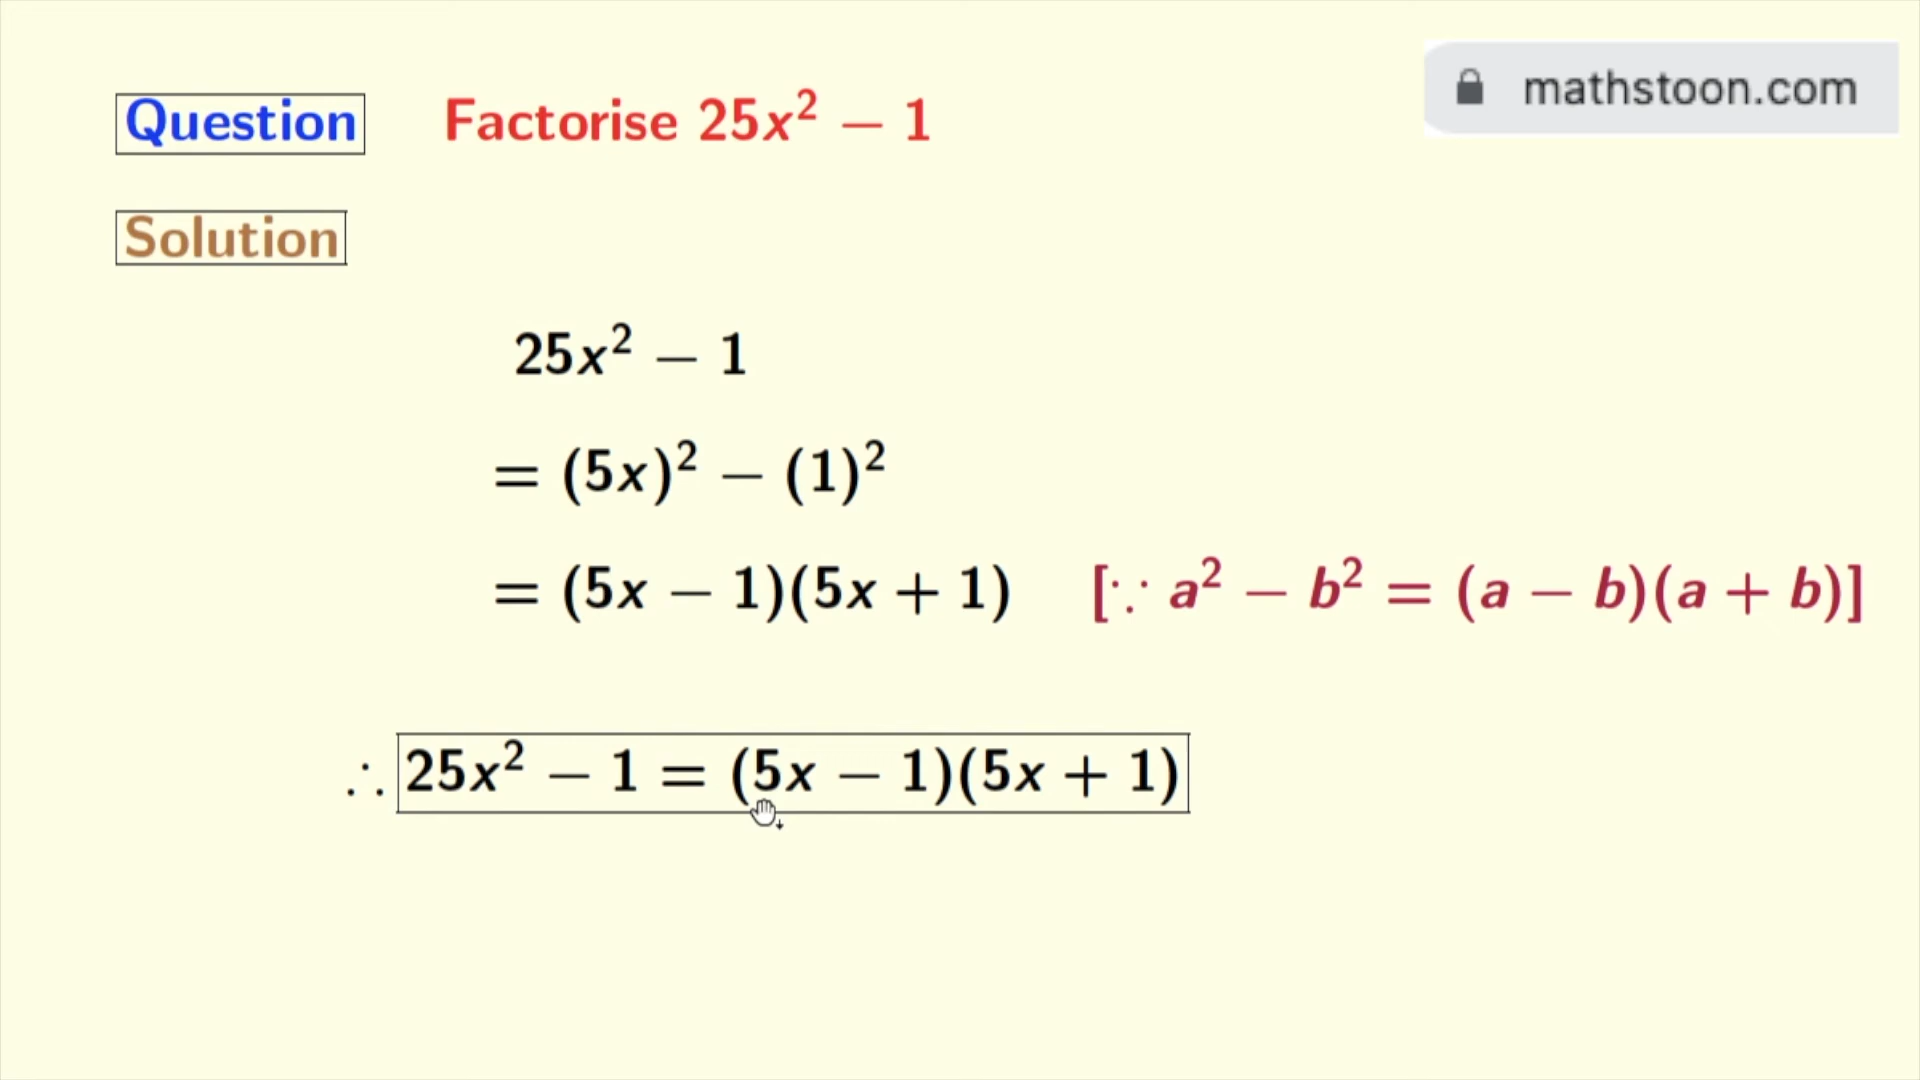 Question Factorise 25x² − 1
mathstoon.com
Solution
25x² − 1
= (5x)² − (1)²
= (5x − 1)(5x + 1) [∵ a² − b² = (a − b)(a + b)]
∴ 25x² − 1 = (5x − 1)(5x + 1)